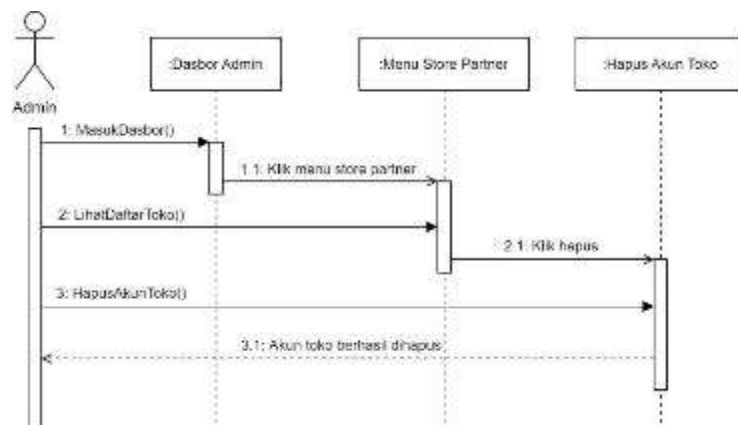 :Dasbor Admin
:Menu Store Partner
:Hapus Akun Toko
Admin
1: MasukDasbor()
1.1: Klik menu store partner
2: LihatDaftarToko()
2.1: Klik hapus
3: HapusAkunToko()
3.1: Akun toko berhasil dihapus